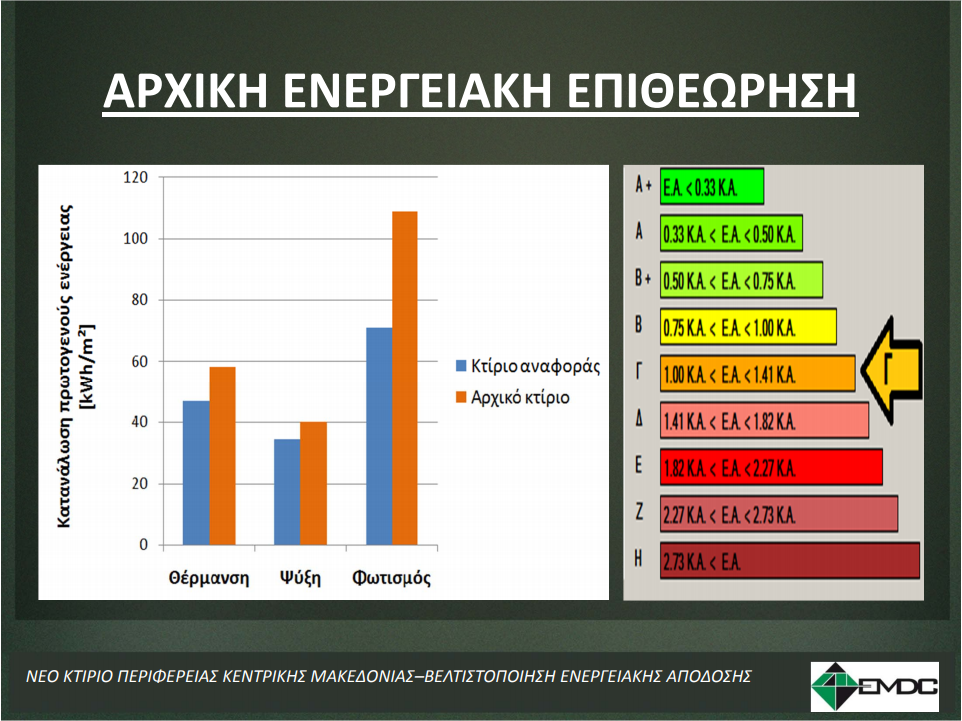 ΑΡΧΙΚΗ ΕΝΕΡΓΕΙΑΚΗ ΕΠΙΘΕΩΡΗΣΗ
Κατανάλωση πρωτογενούς ενέργειας
[kWh/m²]
120
100
80
60
40
20
0
Θέρμανση Ψύξη Φωτισμός
Κτίριο αναφοράς
Αρχικό κτίριο
Α+ Ε.Α. < 0.33 Κ.Α.
Α 0.33 Κ.Α. < Ε.Α. < 0.50 Κ.Α.
Β+ 0.50 Κ.Α. < Ε.Α. < 0.75 Κ.Α.
Β 0.75 Κ.Α. < Ε.Α. < 1.00 Κ.Α.
Γ 1.00 Κ.Α. < Ε.Α. < 1.41 Κ.Α.
Γ
Δ 1.41 Κ.Α. < Ε.Α. < 1.82 Κ.Α.
Ε 1.82 Κ.Α. < Ε.Α. < 2.27 Κ.Α.
Ζ 2.27 Κ.Α. < Ε.Α. < 2.73 Κ.Α.
Η 2.73 Κ.Α. < Ε.Α.
ΝΕΟ ΚΤΙΡΙΟ ΠΕΡΙΦΕΡΕΙΑΣ ΚΕΝΤΡΙΚΗΣ ΜΑΚΕΔΟΝΙΑΣ–ΒΕΛΤΙΣΤΟΠΟΙΗΣΗ ΕΝΕΡΓΕΙΑΚΗΣ ΑΠΟΔΟΣΗΣ
EMDC